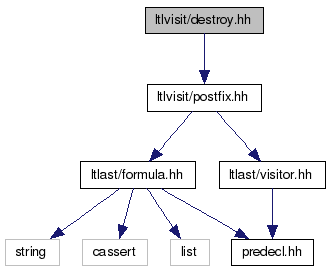 ltlvisit/destroy.hh
ltlvisit/postfix.hh
ltlast/formula.hh
ltlast/visitor.hh
string
cassert
list
predecl.hh